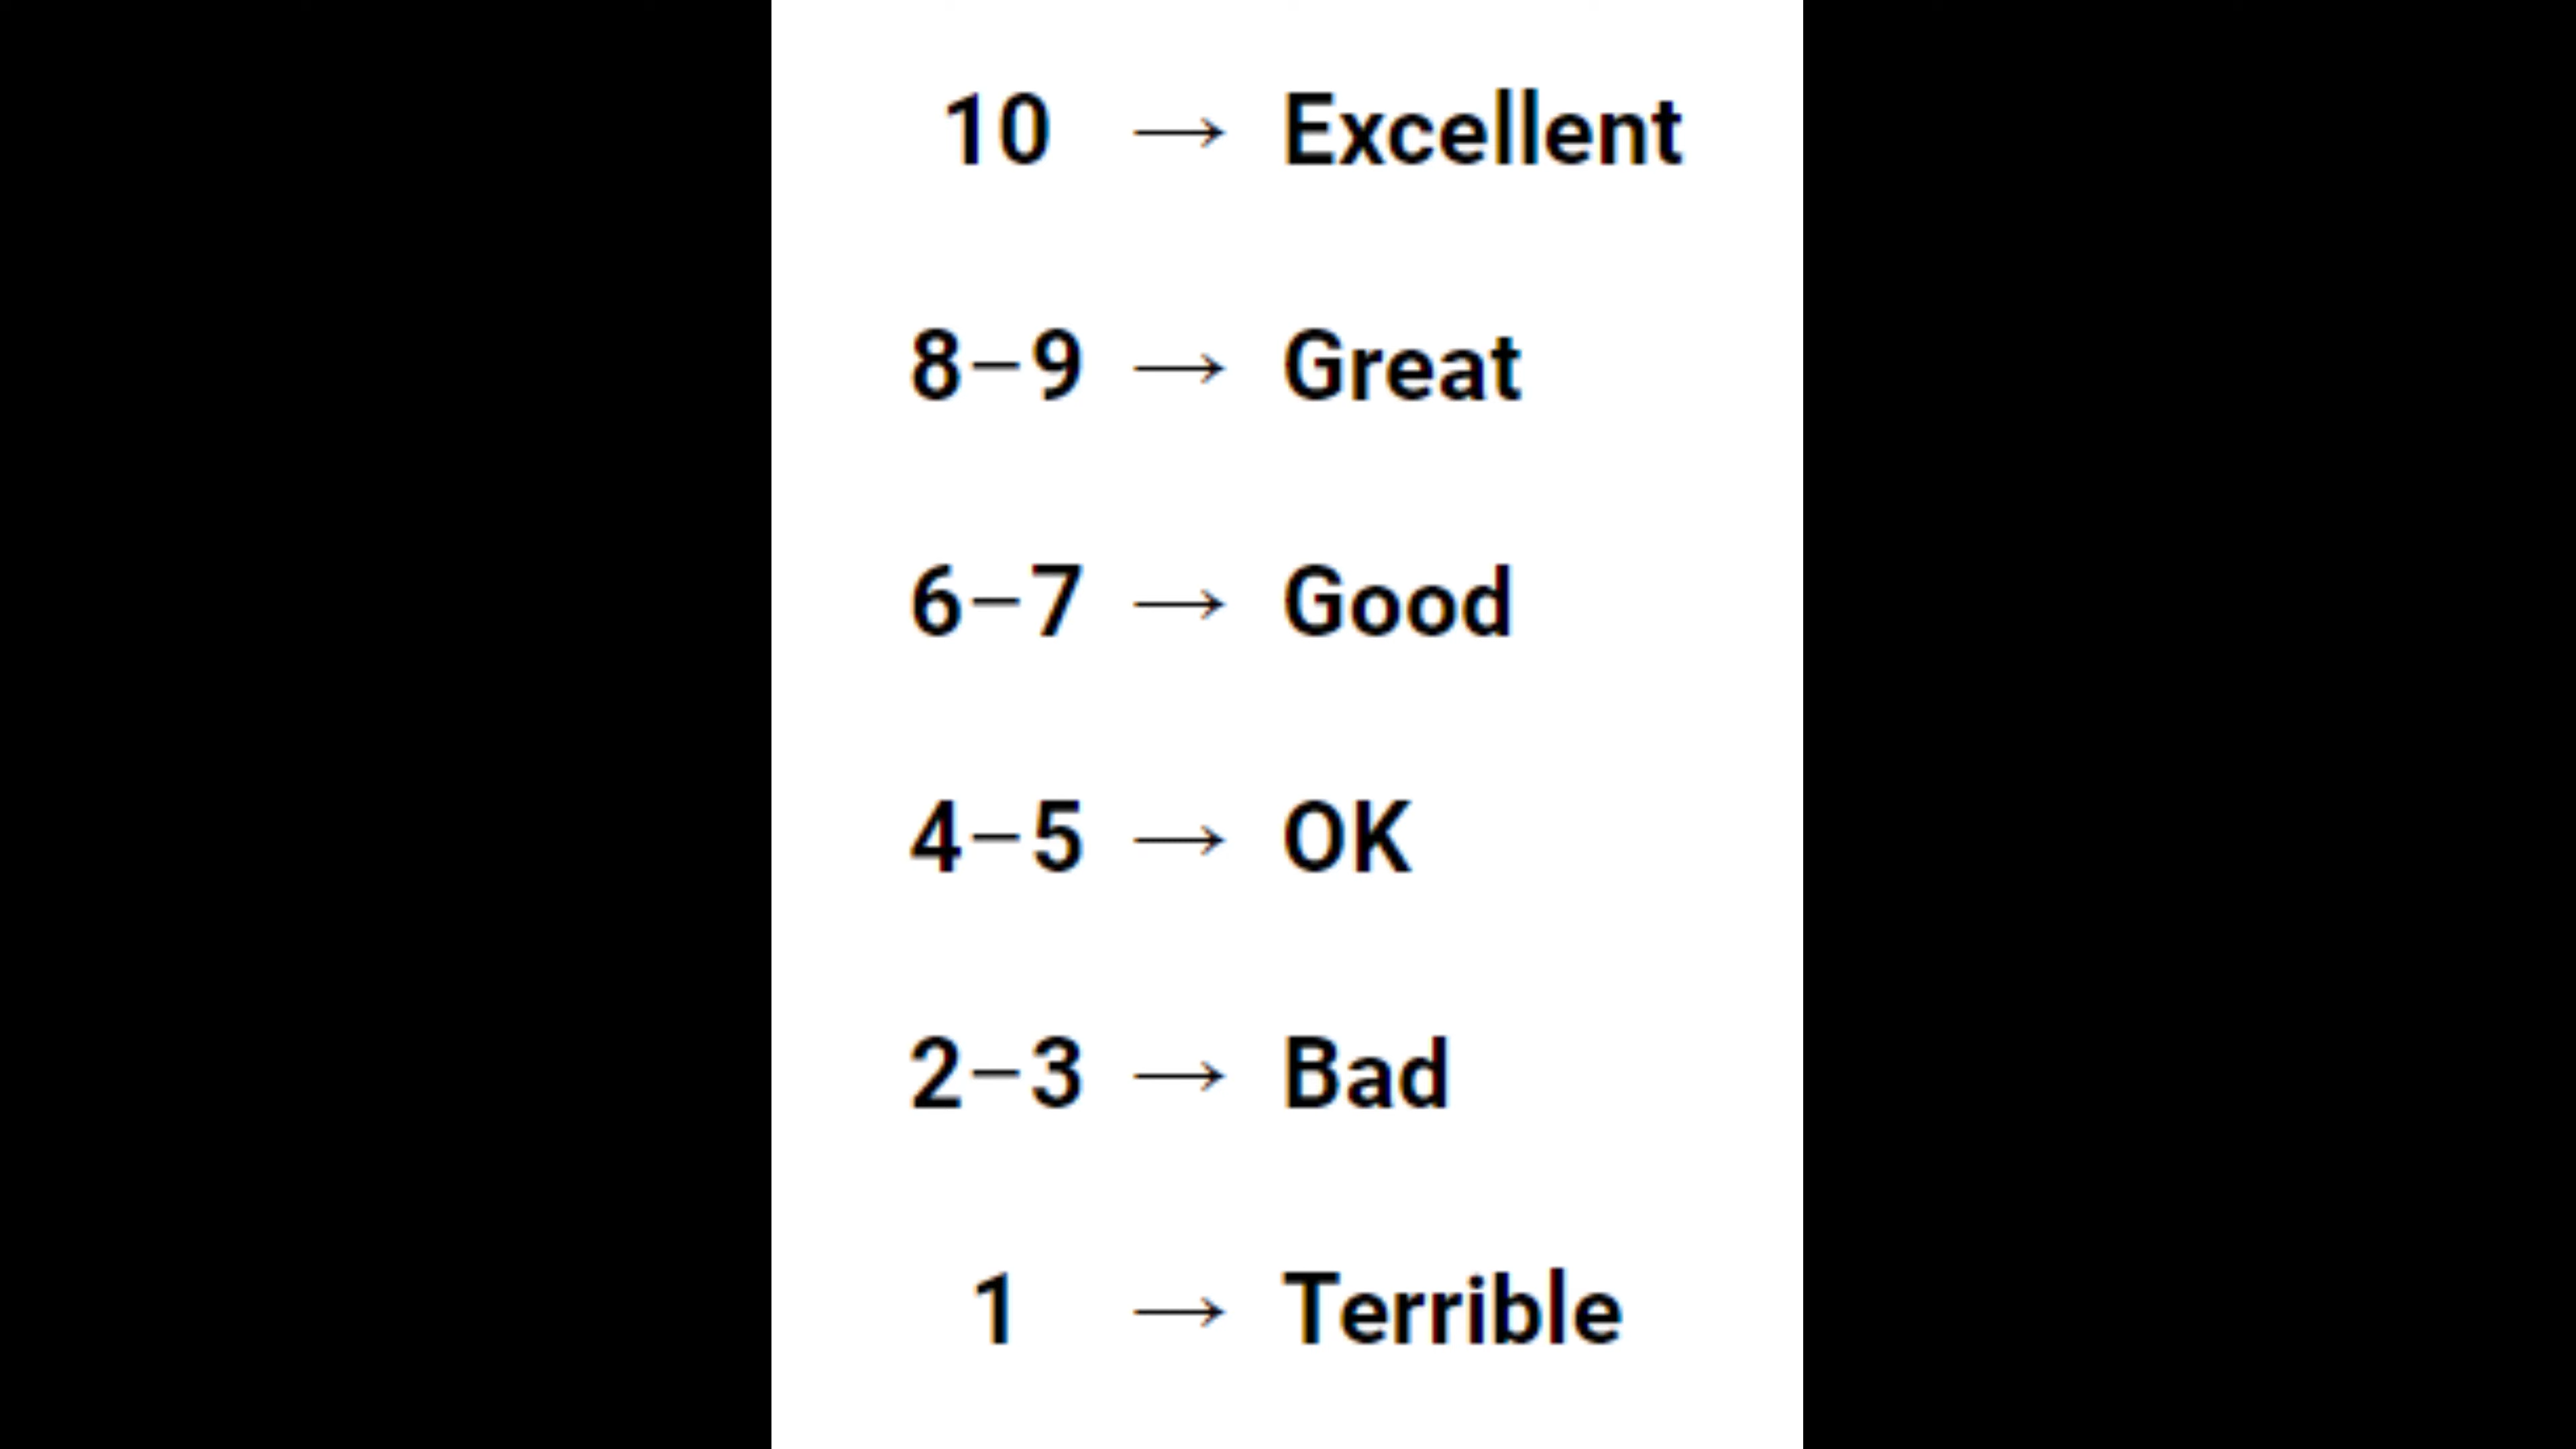 10 → Excellent
8–9 → Great
6–7 → Good
4–5 → OK
2–3 → Bad
1 → Terrible